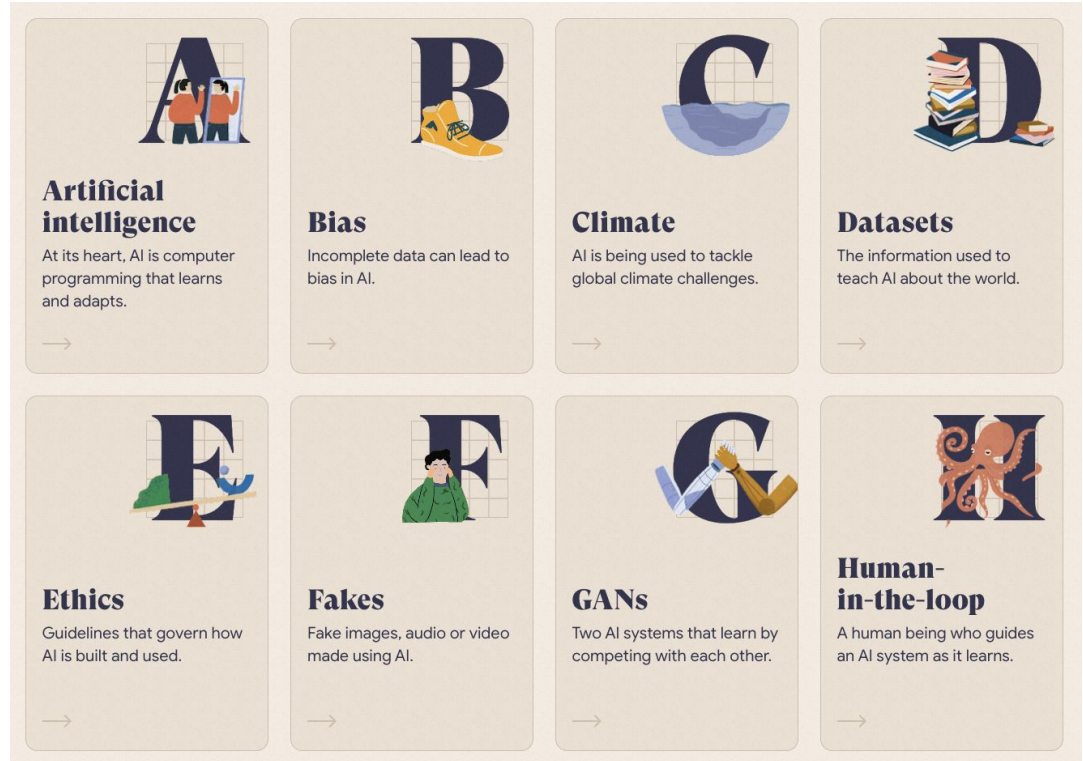 A
Artificial
intelligence
At its heart, AI is computer
programming that learns
and adapts.
B
Bias
Incomplete data can lead to
bias in AI.
C
Climate
AI is being used to tackle
global climate challenges.
D
Datasets
The information used to
teach AI about the world.
E
Ethics
Guidelines that govern how
AI is built and used.
F
Fakes
Fake images, audio or video
made using AI.
G
GANs
Two AI systems that learn by
competing with each other.
H
Human-
in-the-loop
A human being who guides
an AI system as it learns.